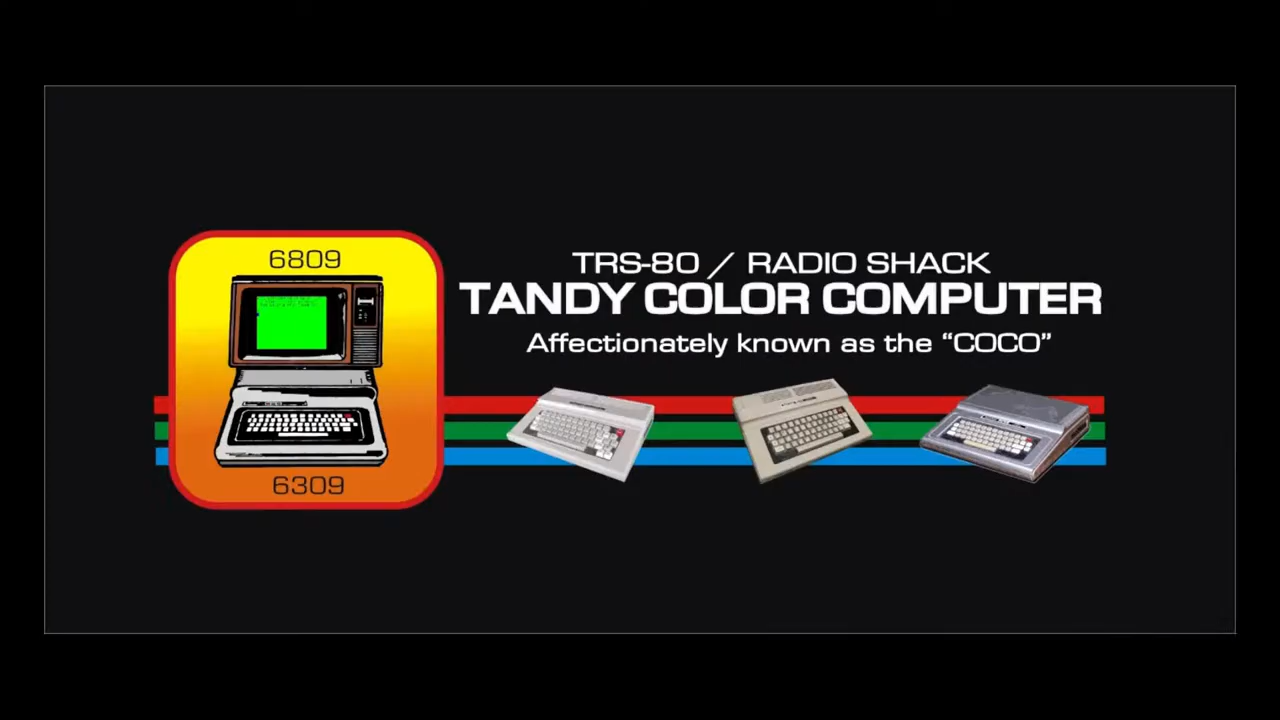 6809
6309
TRS-80 / RADIO SHACK
TANDY COLOR COMPUTER
Affectionately known as the “COCO”